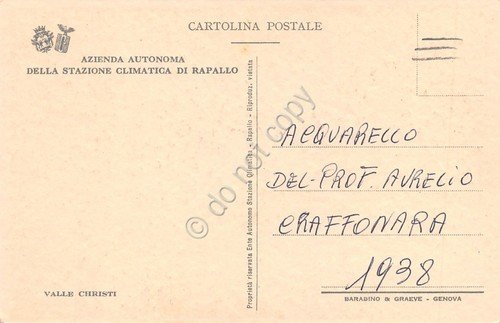 CARTOLINA POSTALE
AZIENDA AUTONOMA
DELLA STAZIONE CLIMATICA DI RAPALLO
Proprietà riservata Ente Autonomo Stazione Climatica - Rapallo - Riproduz. vietata
© do not copy
ACQUARELLO
DEL PROF. AURELIO
CRAFFONARA
1938
VALLE CHRISTI
BARABINO & GRAEVE - GENOVA